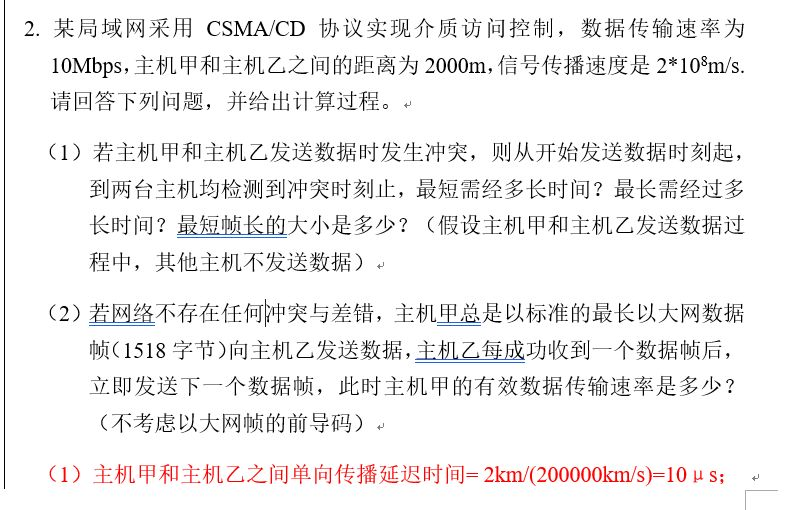 2. 某局域网采用 CSMA/CD 协议实现介质访问控制，数据传输速率为
10Mbps，主机甲和主机乙之间的距离为 2000m，信号传播速度是 2*10⁸m/s.
请回答下列问题，并给出计算过程。
（1）若主机甲和主机乙发送数据时发生冲突，则从开始发送数据时刻起，
到两台主机均检测到冲突时刻止，最短需经多长时间？最长需经过多
长时间？最短帧长的大小是多少？（假设主机甲和主机乙发送数据过
程中，其他主机不发送数据）
（2）若网络不存在任何冲突与差错，主机甲总是以标准的最长以大网数据
帧（1518 字节）向主机乙发送数据，主机乙每成功收到一个数据帧后，
立即发送下一个数据帧，此时主机甲的有效数据传输速率是多少？
（不考虑以大网帧的前导码）
（1）主机甲和主机乙之间单向传播延迟时间= 2km/(200000km/s)=10μs；